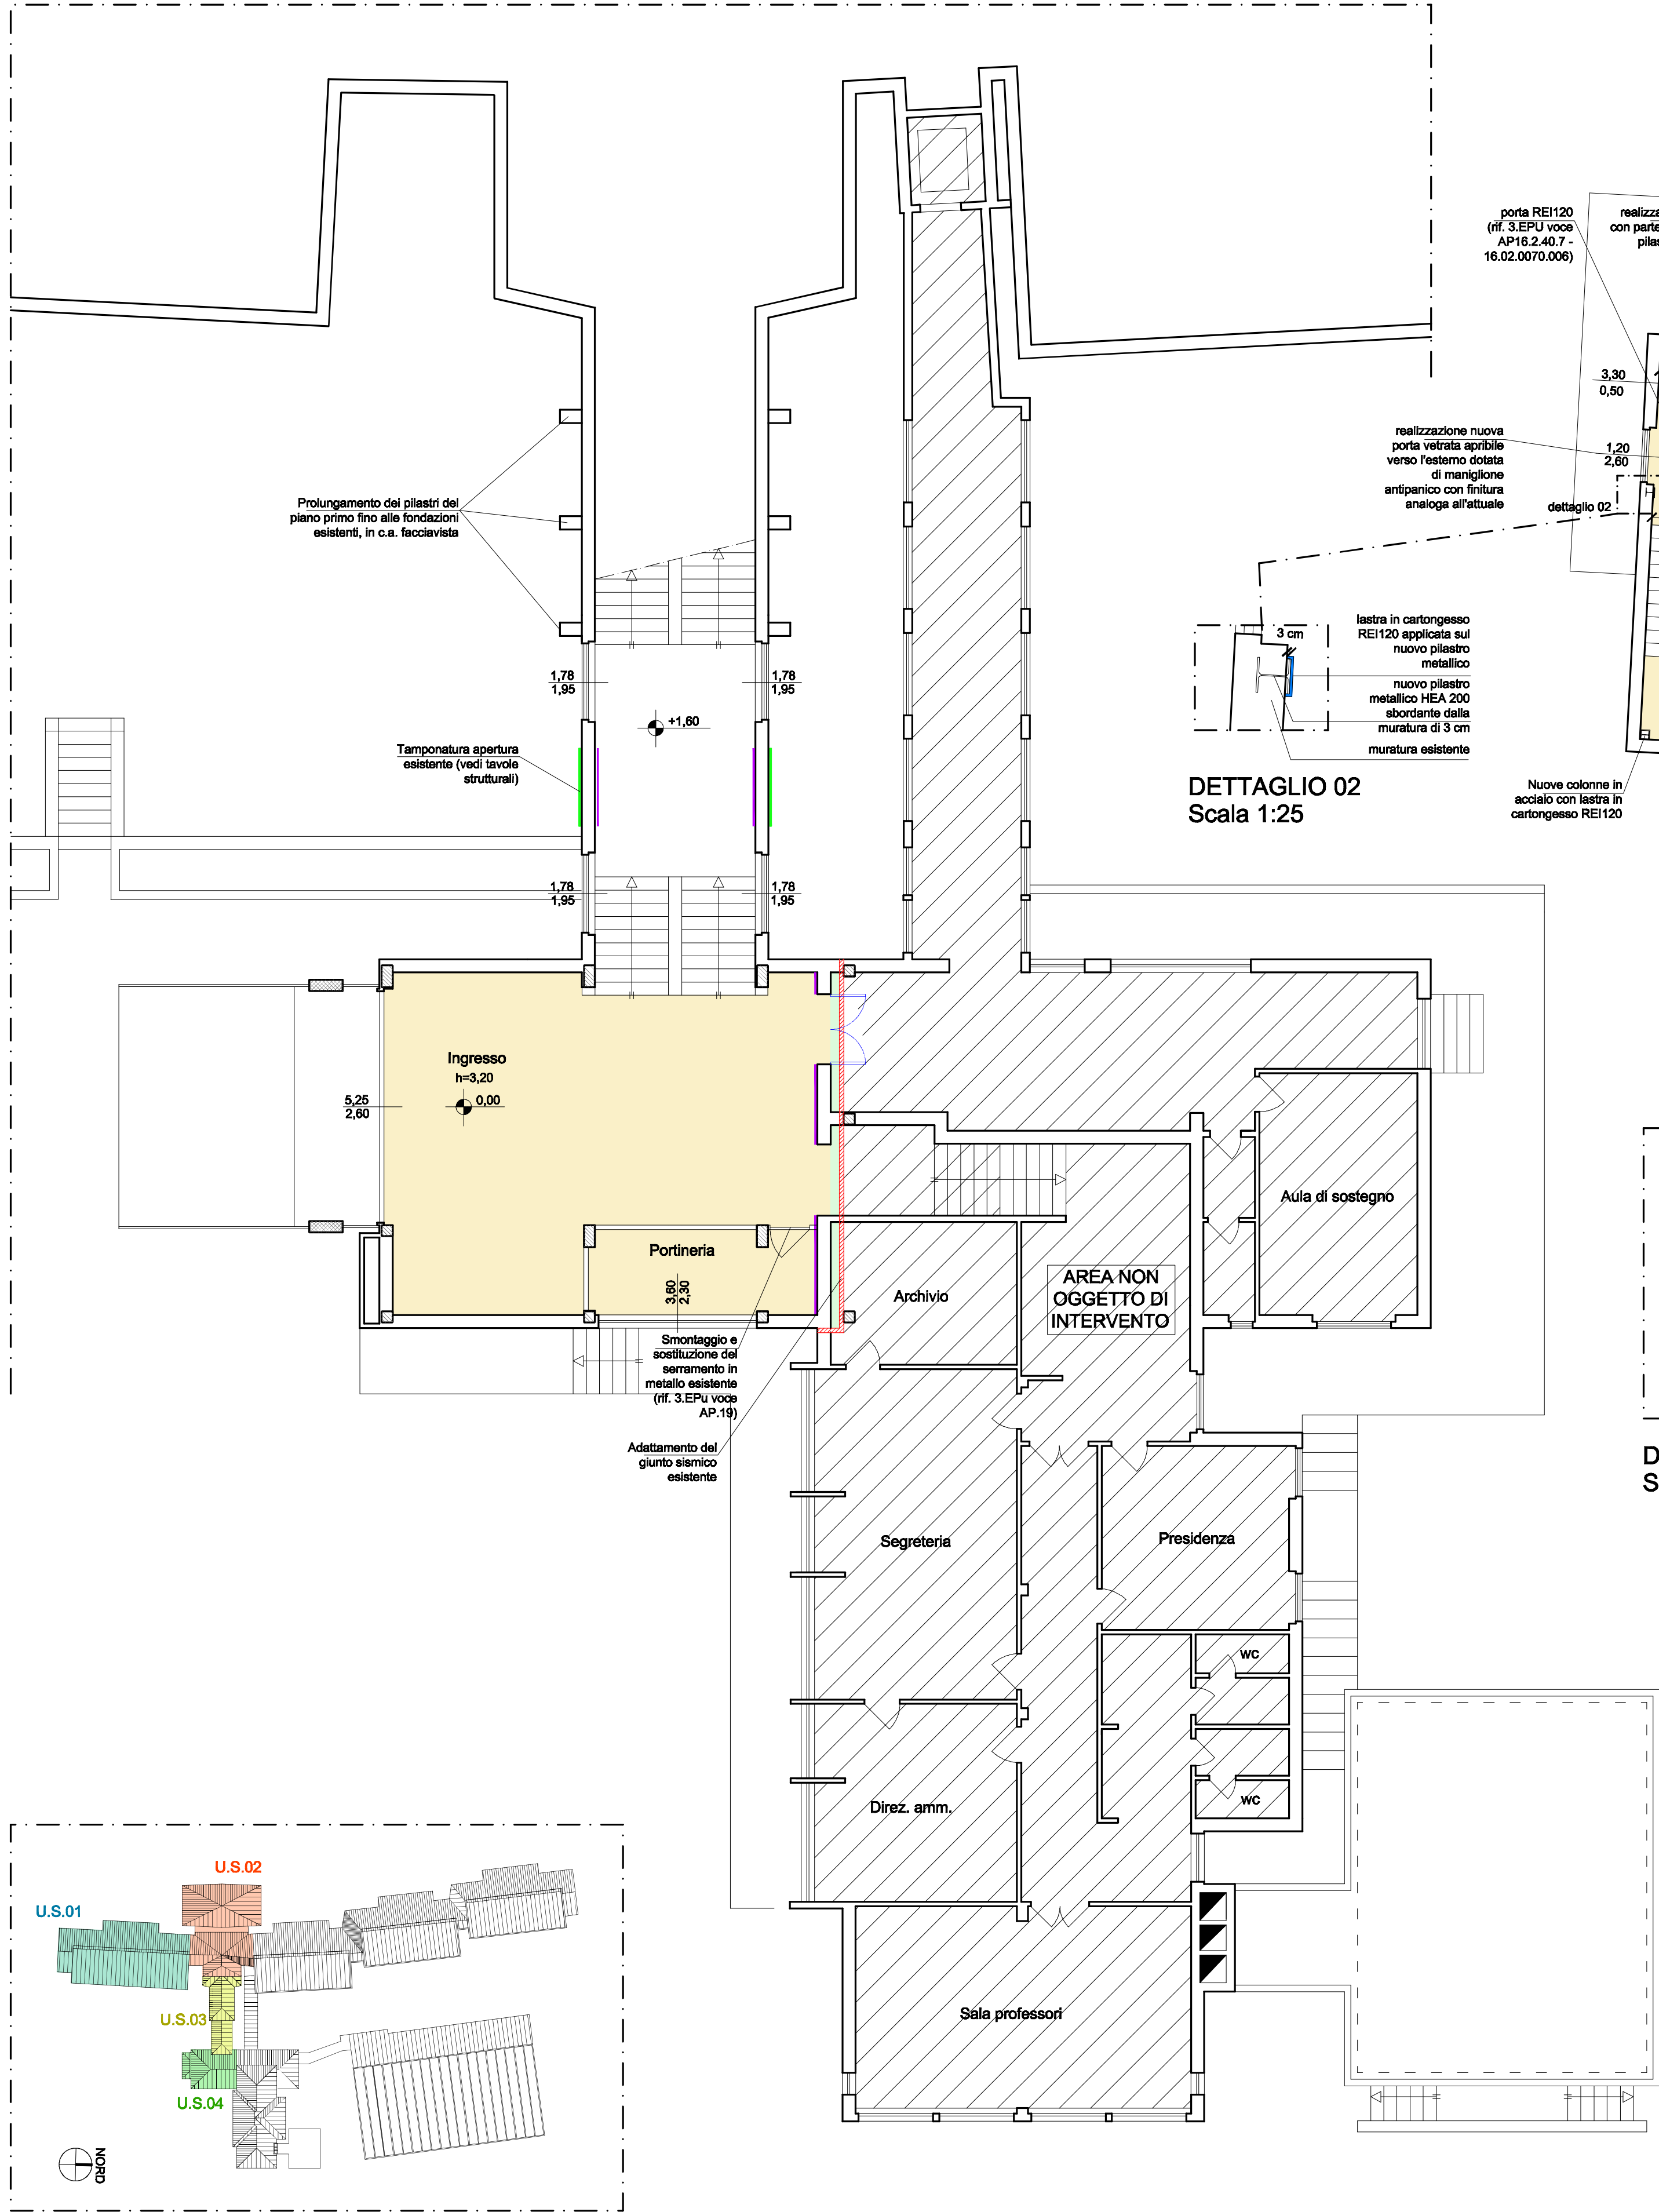 porta REI120
(rif. 3.EPU voce
AP16.2.40.7 -
16.02.0070.006)
con parte
3,30
0,50
realizzazione nuova
porta vetrata apribile
verso l'esterno dotata
di maniglione
antipanico con finitura
analoga all'attuale
1,20
2,60
dettaglio 02
Prolungamento dei pilastri del
piano primo fino alle fondazioni
esistenti, in c.a. facciavista
3 cm
lastra in cartongesso
REI120 applicata sul
nuovo pilastro
metallico
nuovo pilastro
metallico HEA 200
sbordante dalla
muratura di 3 cm
muratura esistente
DETTAGLIO 02
Scala 1:25
Nuove colonne in
acciaio con lastra in
cartongesso REI120
1,78
1,95
1,78
1,95
+1,60
Tamponatura apertura
esistente (vedi tavole
strutturali)
1,78
1,95
1,78
1,95
Ingresso
h=3,20
0,00
5,25
2,60
Portineria
3,60
2,30
Aula di sostegno
Archivio
AREA NON
OGGETTO DI
INTERVENTO
Smontaggio e
sostituzione del
serramento in
metallo esistente
(rif. 3.EPu voce
AP.19)
Adattamento del
giunto sismico
esistente
D
S
Segreteria
Presidenza
WC
Direz. amm.
WC
Sala professori
U.S.02
U.S.01
U.S.03
U.S.04
NORD